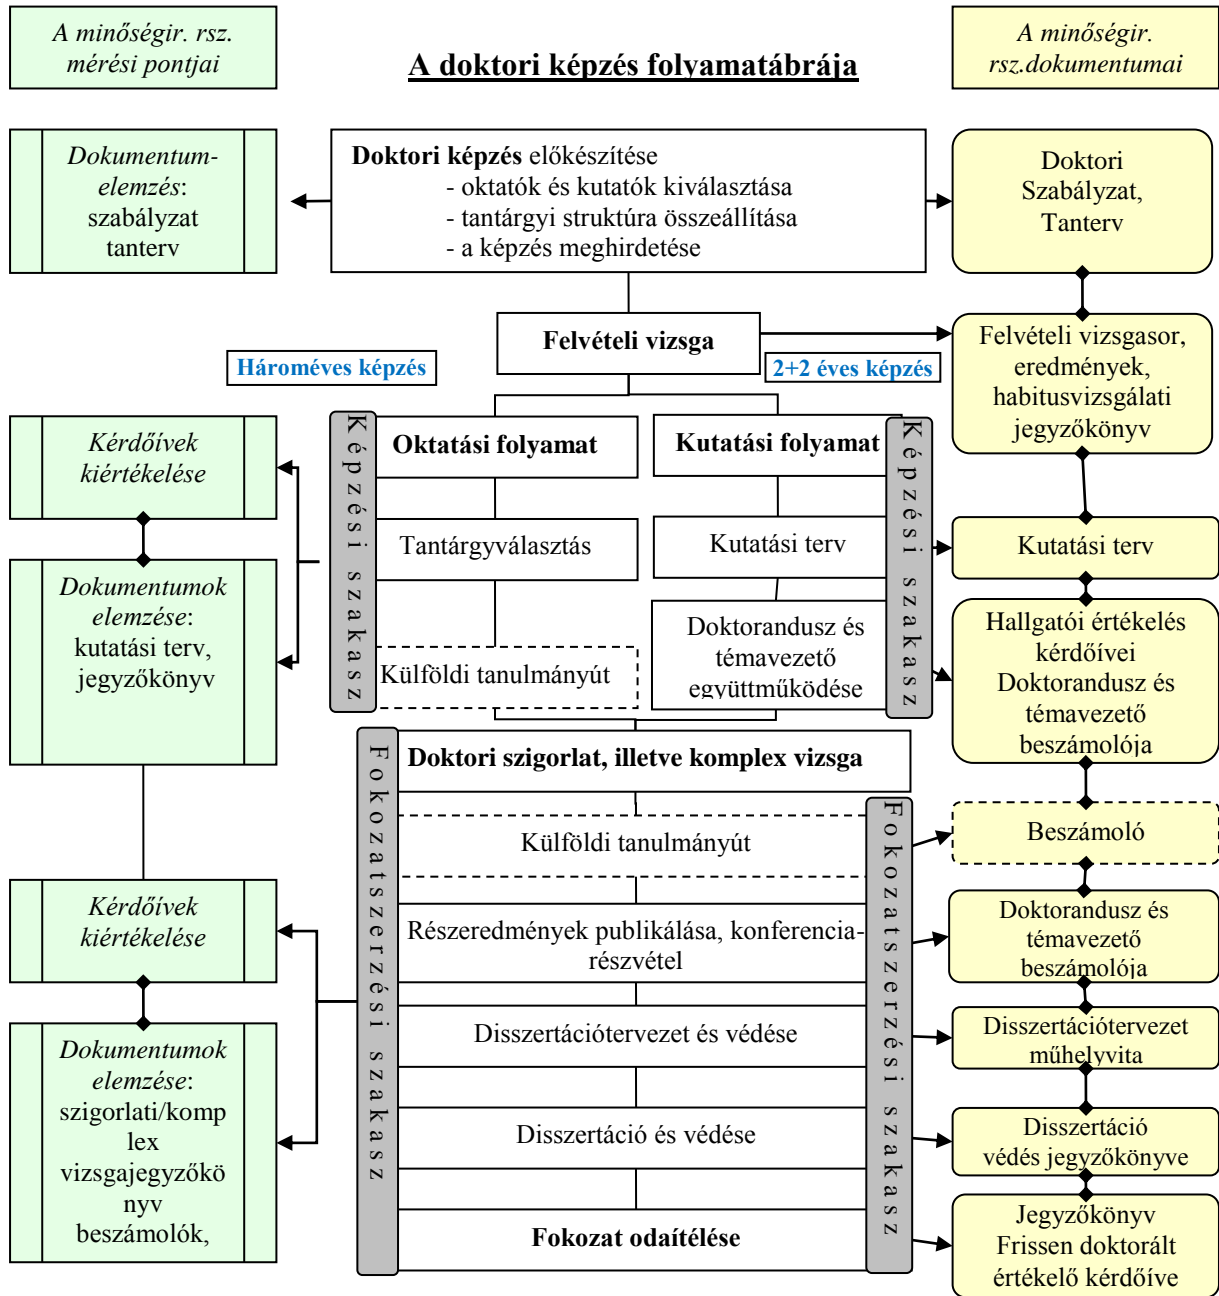 A minőségir. rsz.
mérési pontjai
A doktori képzés folyamatábrája
A minőségir.
rsz.dokumentumai
Dokumentum-
elemzés:
szabályzat
tanterv
Doktori képzés előkészítése
- oktatók és kutatók kiválasztása
- tantárgyi struktúra összeállítása
- a képzés meghirdetése
Doktori
Szabályzat,
Tanterv
Felvételi vizsga
Hároméves képzés
2+2 éves képzés
Felvételi vizsgasor,
eredmények,
habitusvizsgálati
jegyzőkönyv
Kérdőívek
kiértékelése
Képzési szakasz
Oktatási folyamat
Kutatási folyamat
Képzési szakasz
Tantárgyválasztás
Kutatási terv
Kutatási terv
Dokumentumok
elemzése:
kutatási terv,
jegyzőkönyv
Külföldi tanulmányút
Doktorandusz és
témavezető
együttműködése
Hallgatói értékelés
kérdőívei
Doktorandusz és
témavezető
beszámolója
Fokozatszerzési szakasz
Doktori szigorlat, illetve komplex vizsga
Külföldi tanulmányút
Fokozatszerzési szakasz
Beszámoló
Kérdőívek
kiértékelése
Részeredmények publikálása, konferencia-
részvétel
Doktorandusz és
témavezető
beszámolója
Disszertációtervezet és védése
Disszertációtervezet
műhelyvita
Dokumentumok
elemzése:
szigorlati/komp
lex
vizsgajegyzőkö
nyv
beszámolók,
Disszertáció és védése
Disszertáció
védés jegyzőkönyve
Fokozat odaítélése
Jegyzőkönyv
Frissen doktorált
értékelő kérdőíve